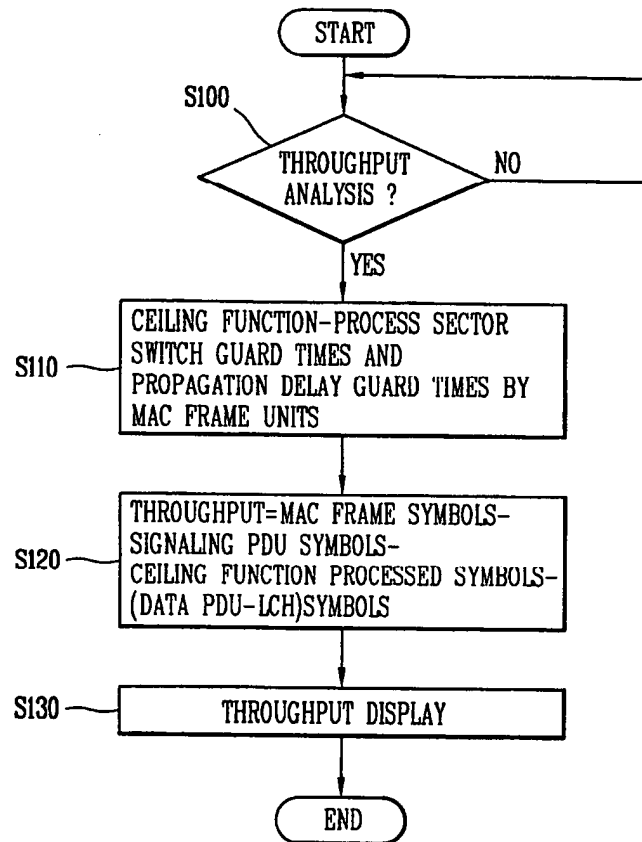 START
S100
THROUGHPUT
ANALYSIS ?
NO
YES
S110
CEILING FUNCTION-PROCESS SECTOR
SWITCH GUARD TIMES AND
PROPAGATION DELAY GUARD TIMES BY
MAC FRAME UNITS
S120
THROUGHPUT=MAC FRAME SYMBOLS-
SIGNALING PDU SYMBOLS-
CEILING FUNCTION PROCESSED SYMBOLS-
(DATA PDU-LCH)SYMBOLS
S130
THROUGHPUT DISPLAY
END